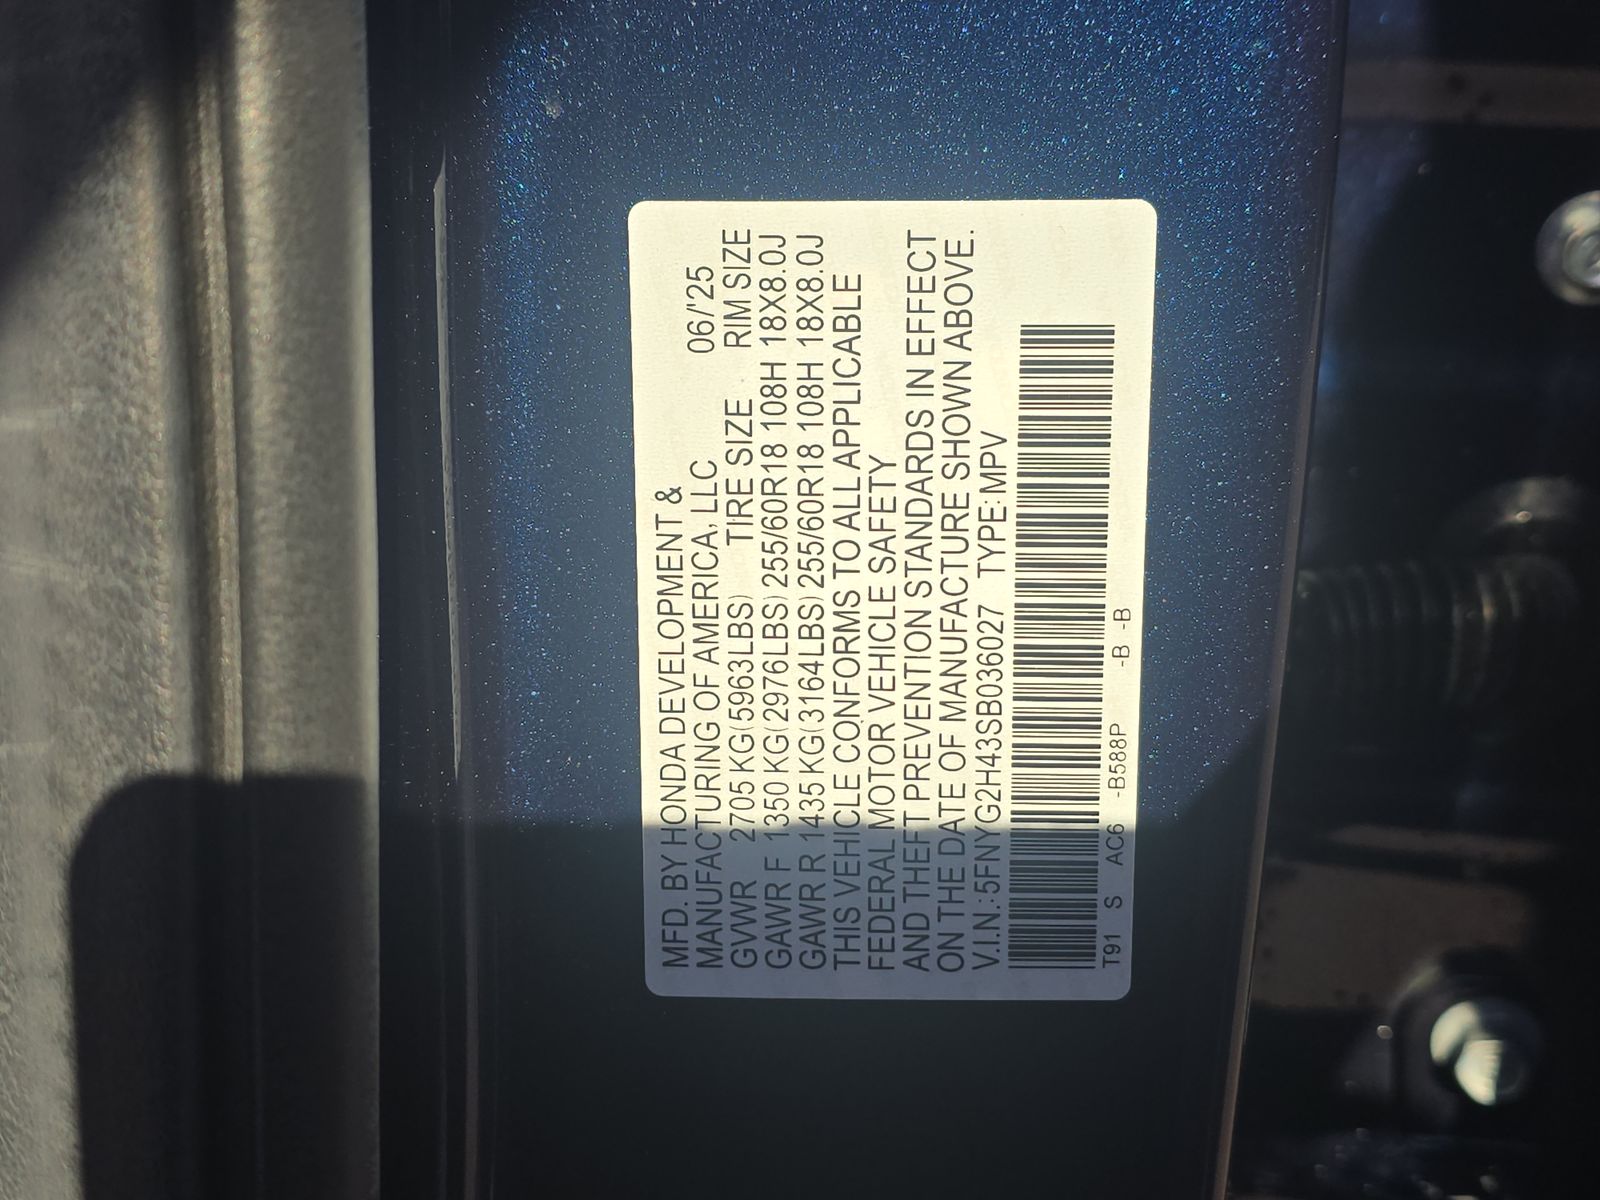 MFD. BY HONDA DEVELOPMENT &
MANUFACTURING OF AMERICA, LLC 06/'25
GVWR 2705 KG(5963LBS) TIRE SIZE RIM SIZE
GAWR F 1350 KG(2976LBS) 255/60R18 108H 18X8.0J
GAWR R 1435 KG(3164LBS) 255/60R18 108H 18X8.0J
THIS VEHICLE CONFORMS TO ALL APPLICABLE
FEDERAL MOTOR VEHICLE SAFETY
AND THEFT PREVENTION STANDARDS IN EFFECT
ON THE DATE OF MANUFACTURE SHOWN ABOVE.
V.I.N.:5FNYG2H43SB036027 TYPE: MPV
T91 S AC6 -B588P -B -B